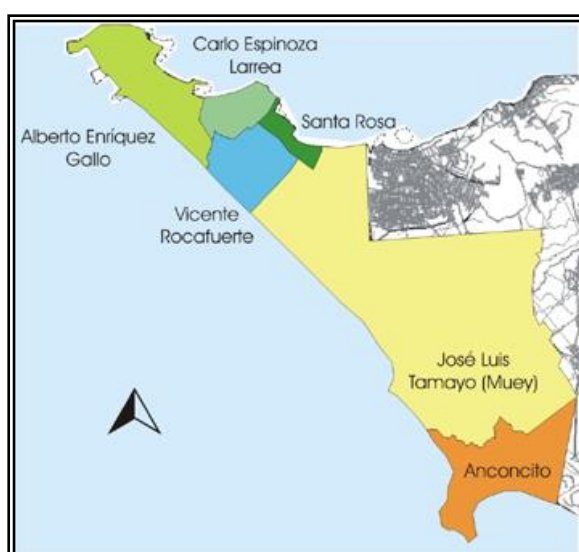 Carlo Espinoza
Larrea
Santa Rosa
Alberto Enríquez
Gallo
Vicente
Rocafuerte
José Luis
Tamayo (Muey)
Anconcito